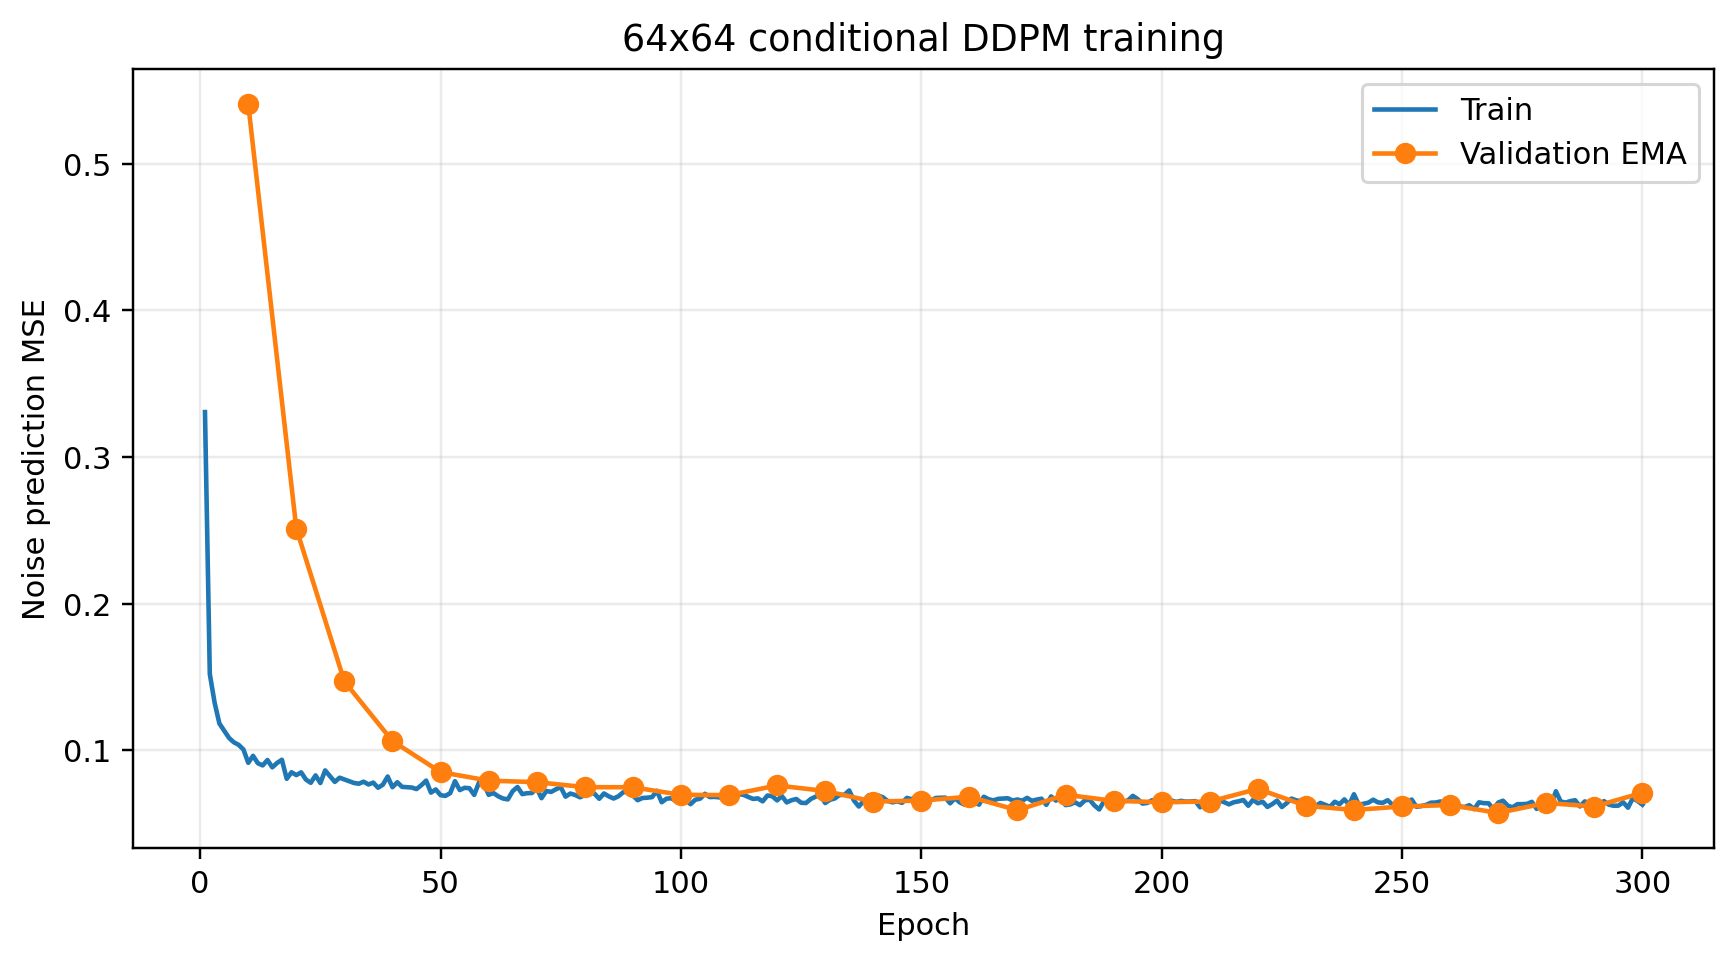 64x64 conditional DDPM training
Train
Validation EMA
Noise prediction MSE
0.5
0.4
0.3
0.2
0.1
0 50 100 150 200 250 300
Epoch